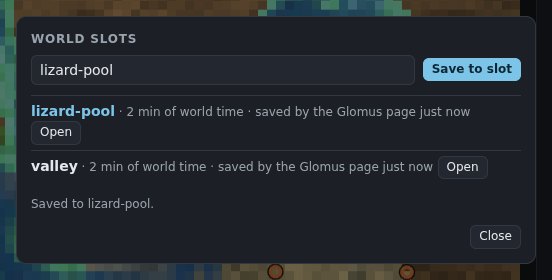 WORLD SLOTS
lizard-pool
Save to slot
lizard-pool · 2 min of world time · saved by the Glomus page just now
Open
valley · 2 min of world time · saved by the Glomus page just now Open
Saved to lizard-pool.
Close